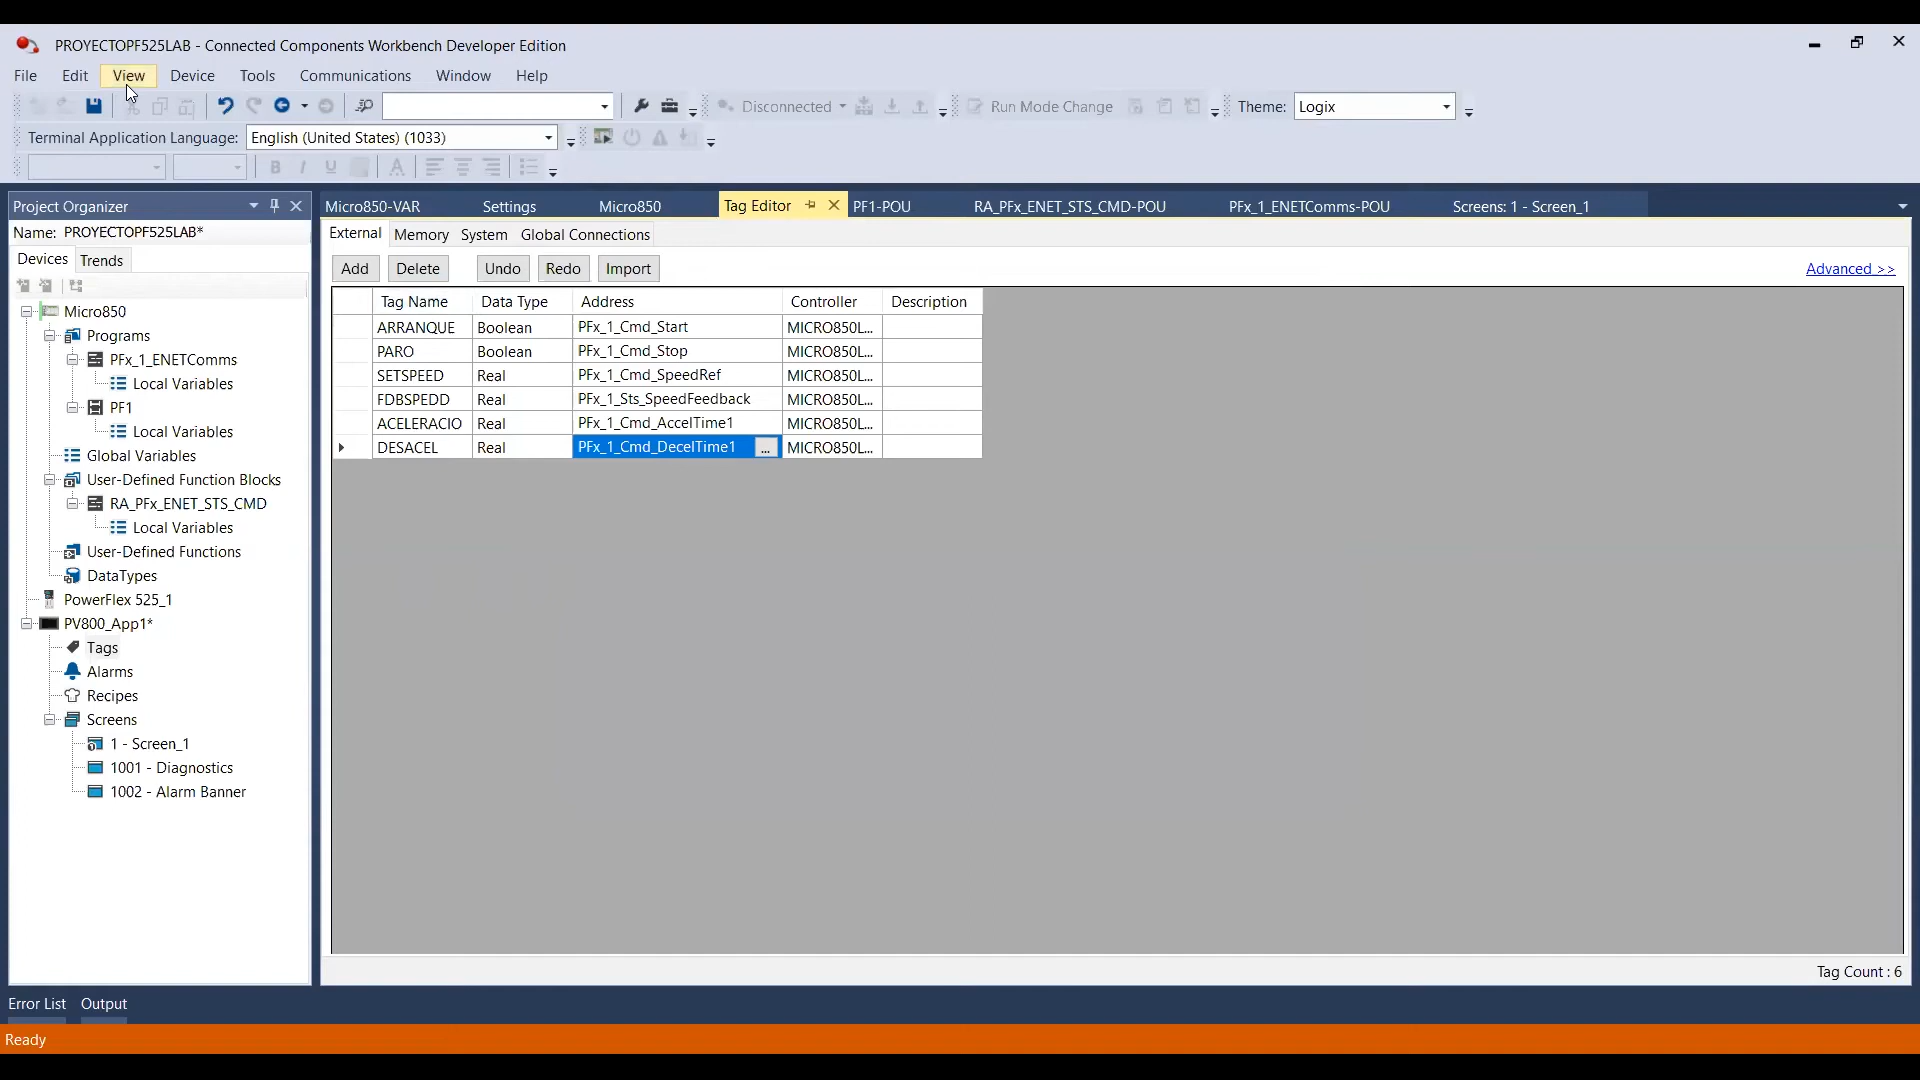 PROYECTOPF525LAB - Connected Components Workbench Developer Edition
File Edit View Device Tools Communications Window Help
Disconnected Run Mode Change Theme: Logix
Terminal Application Language: English (United States) (1033)
B I U A
Project Organizer
Name: PROYECTOPF525LAB*
Devices Trends
Micro850
Programs
PFx_1_ENETComms
Local Variables
PF1
Local Variables
Global Variables
User-Defined Function Blocks
RA_PFx_ENET_STS_CMD
Local Variables
User-Defined Functions
DataTypes
PowerFlex 525_1
PV800_App1*
Tags
Alarms
Recipes
Screens
1 - Screen_1
1001 - Diagnostics
1002 - Alarm Banner
Micro850-VAR Settings Micro850 Tag Editor PF1-POU RA_PFx_ENET_STS_CMD-POU PFx_1_ENETComms-POU Screens: 1 - Screen_1
External Memory System Global Connections
Add Delete Undo Redo Import Advanced >>
Tag Name Data Type Address Controller Description
ARRANQUE Boolean PFx_1_Cmd_Start MICRO850L...
PARO Boolean PFx_1_Cmd_Stop MICRO850L...
SETSPEED Real PFx_1_Cmd_SpeedRef MICRO850L...
FDBSPEDD Real PFx_1_Sts_SpeedFeedback MICRO850L...
ACELERACIO Real PFx_1_Cmd_AccelTime1 MICRO850L...
DESACEL Real PFx_1_Cmd_DecelTime1 ... MICRO850L...
Tag Count : 6
Error List Output
Ready